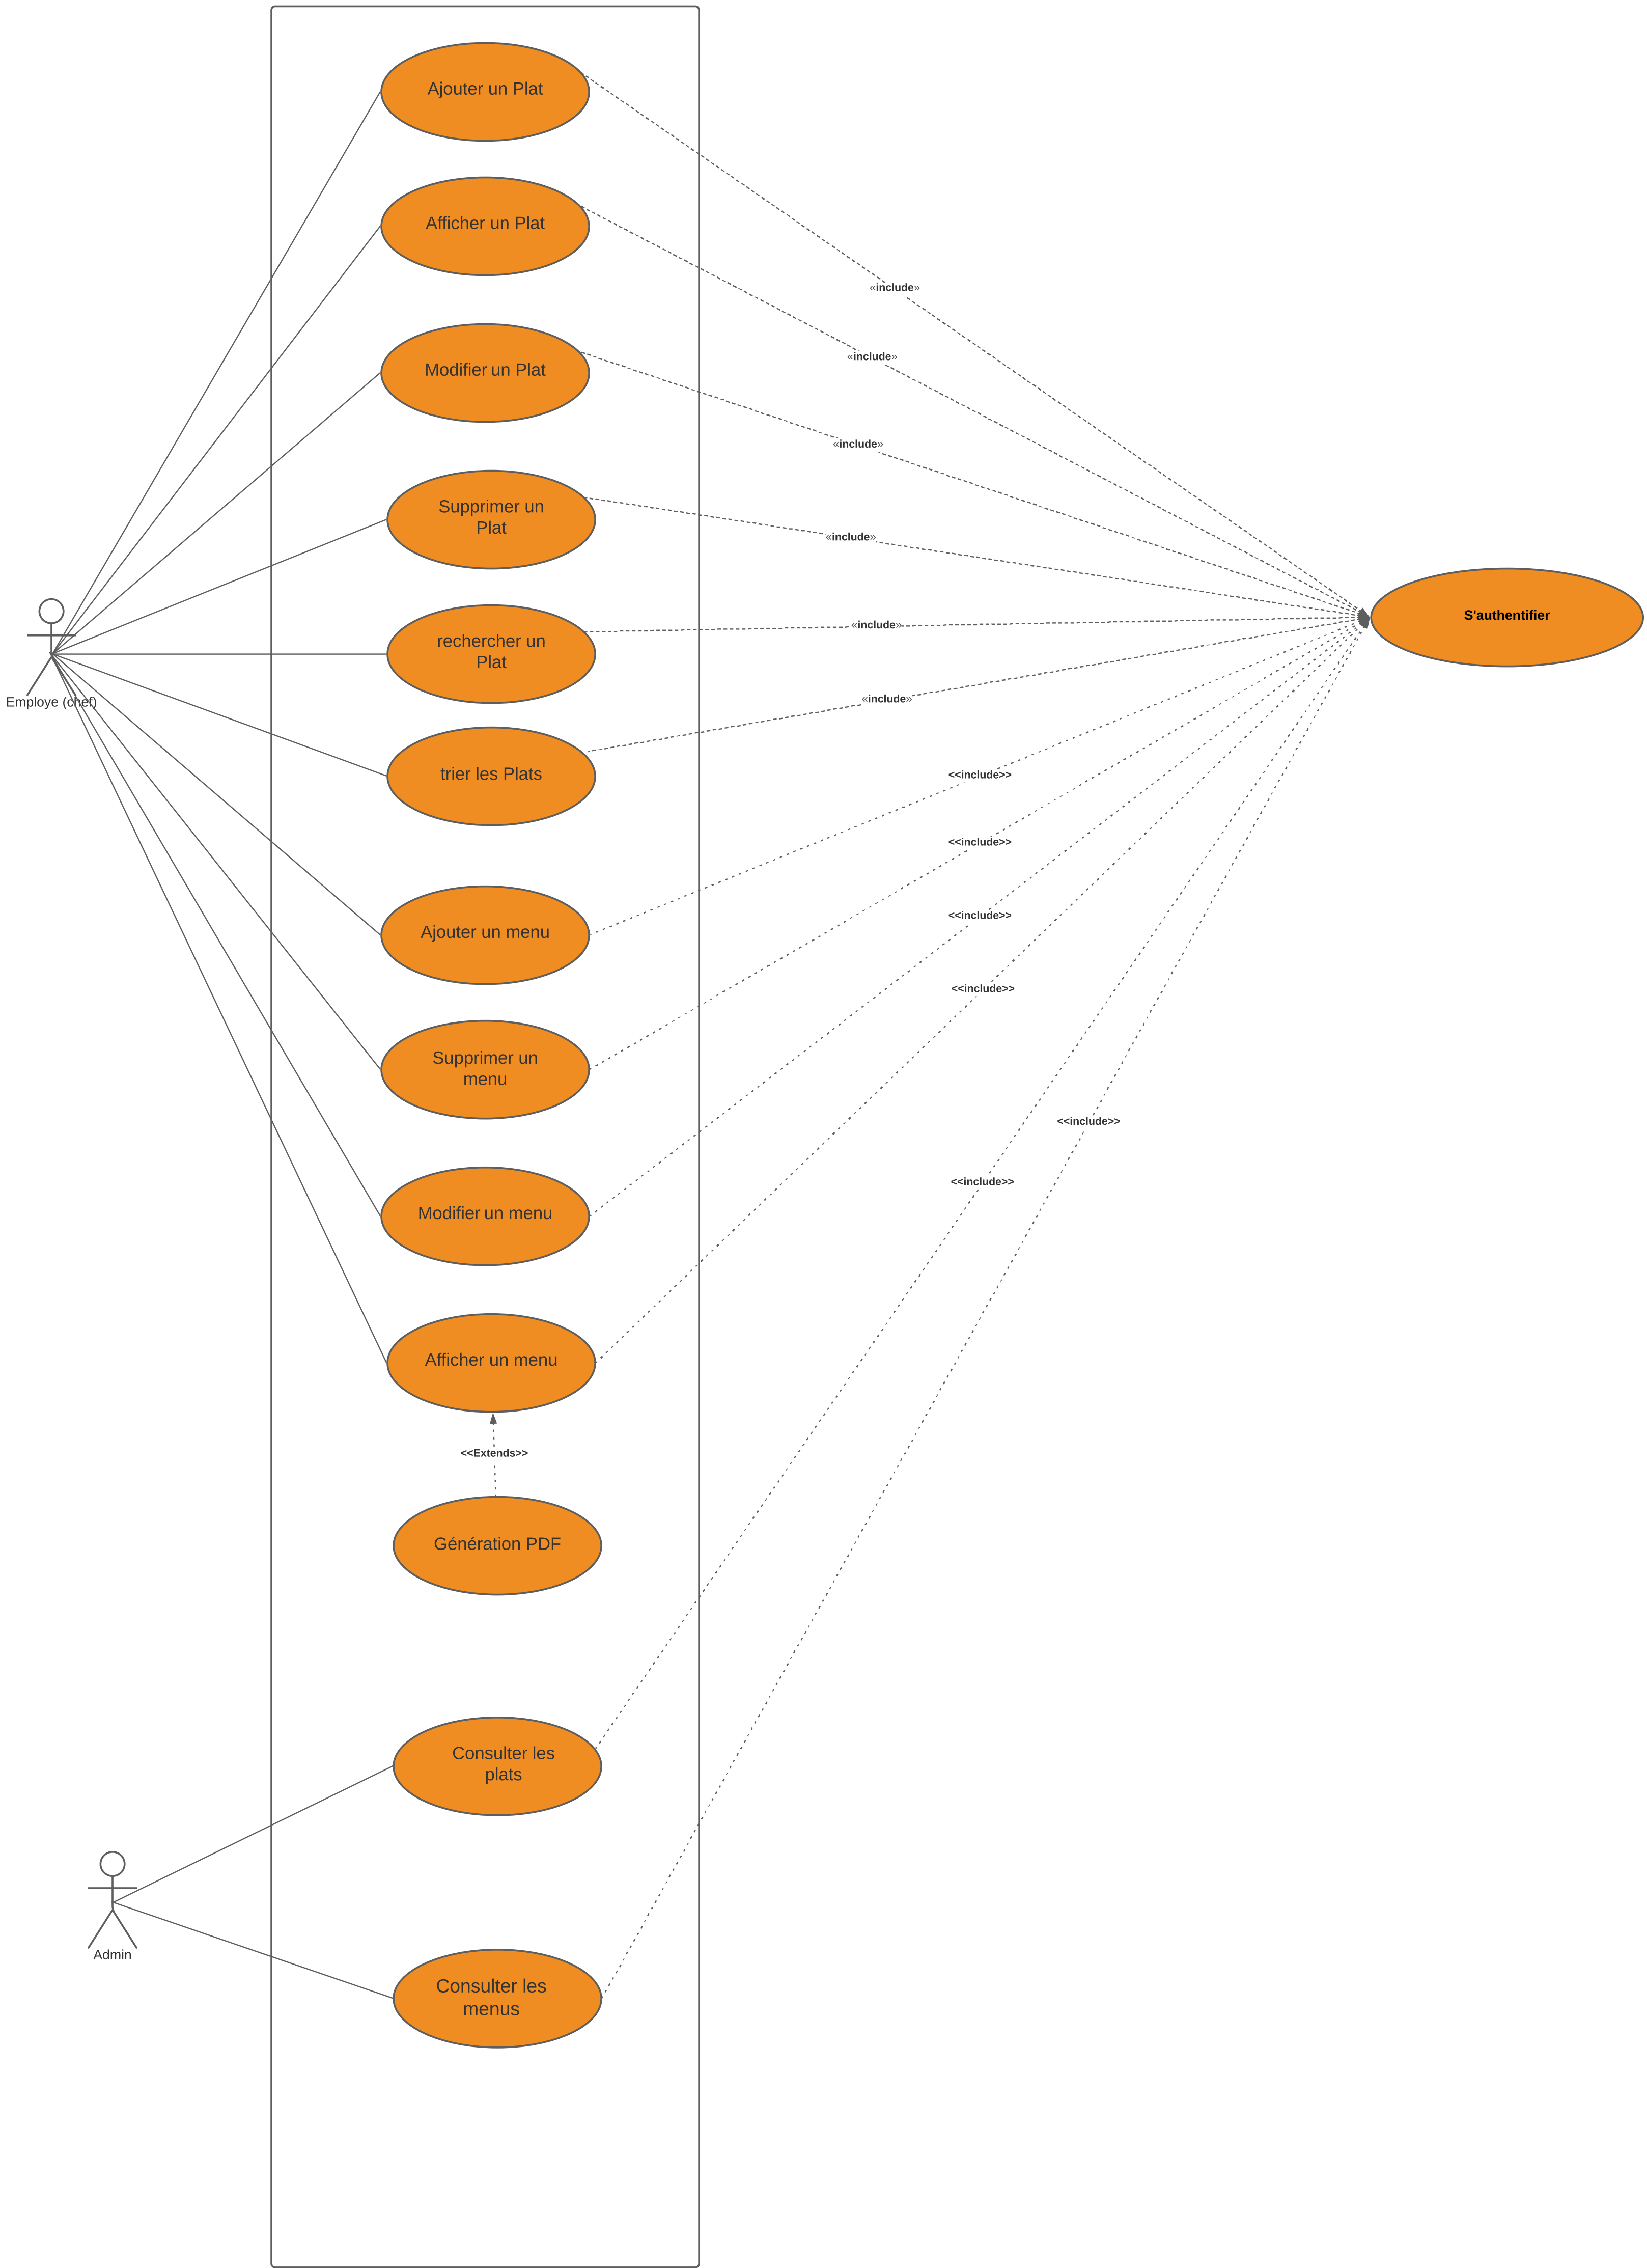 Ajouter un Plat
Afficher un Plat
«include»
«include»
Modifier un Plat
«include»
Supprimer un
Plat
«include»
S'authentifier
rechercher un
Plat
«include»
Employe (chef)
«include»
trier les Plats
<<include>>
<<include>>
Ajouter un menu
<<include>>
<<include>>
Supprimer un
menu
<<include>>
<<include>>
Modifier un menu
Afficher un menu
<<Extends>>
Génération PDF
Consulter les
plats
Admin
Consulter les
menus